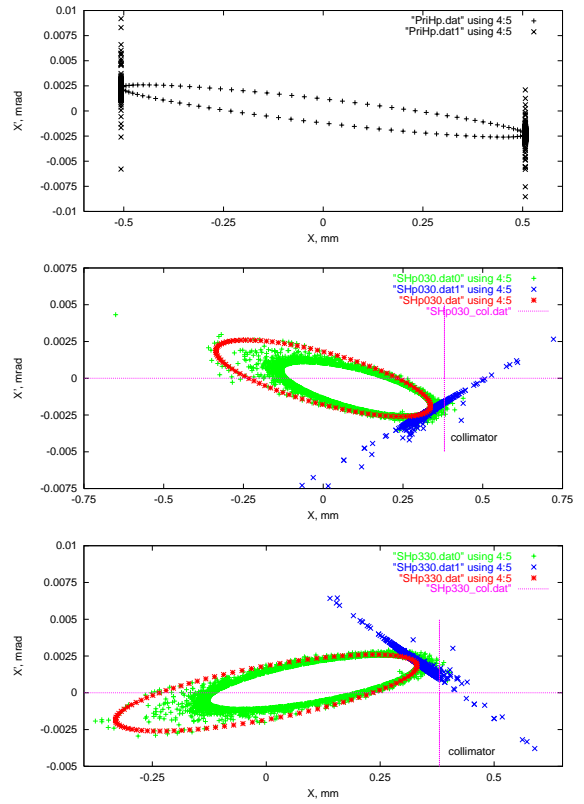 "PriHp.dat" using 4:5
"PriHp.dat1" using 4:5
0.01
0.0075
0.005
0.0025
0
-0.0025
-0.005
-0.0075
-0.01
X', mrad
-0.5 -0.25 0 0.25 0.5
X, mm
"SHp030.dat0" using 4:5
"SHp030.dat1" using 4:5
"SHp030.dat" using 4:5
"SHp030_col.dat"
0.0075
0.005
0.0025
0
-0.0025
-0.005
-0.0075
X', mrad
collimator
-0.75 -0.5 -0.25 0 0.25 0.5 0.75
X, mm
"SHp330.dat0" using 4:5
"SHp330.dat1" using 4:5
"SHp330.dat" using 4:5
"SHp330_col.dat"
0.01
0.0075
0.005
0.0025
0
-0.0025
-0.005
X', mrad
collimator
-0.25 0 0.25 0.5
X, mm